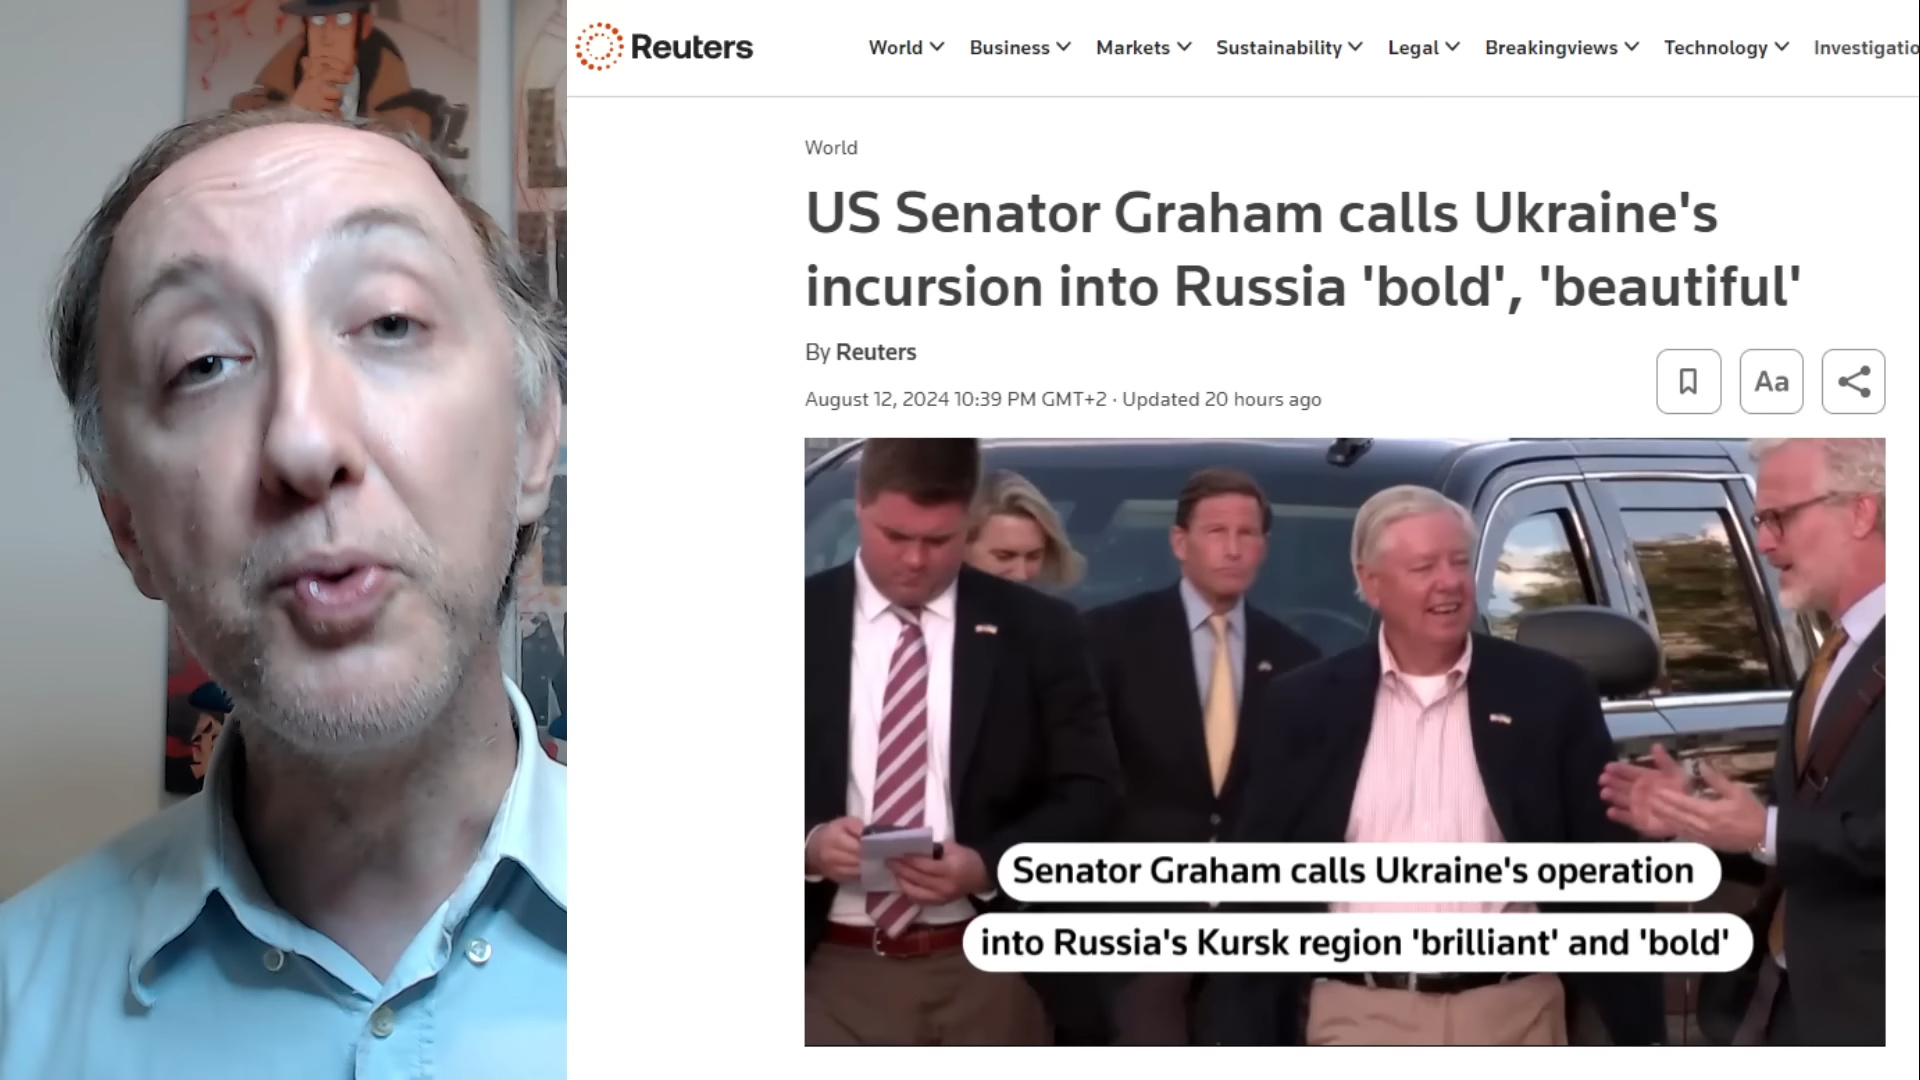 Reuters
World Business Markets Sustainability Legal Breakingviews Technology Investigatio
World
US Senator Graham calls Ukraine's
incursion into Russia 'bold', 'beautiful'
By Reuters
August 12, 2024 10:39 PM GMT+2 · Updated 20 hours ago
Aa
Senator Graham calls Ukraine's operation
into Russia's Kursk region 'brilliant' and 'bold'